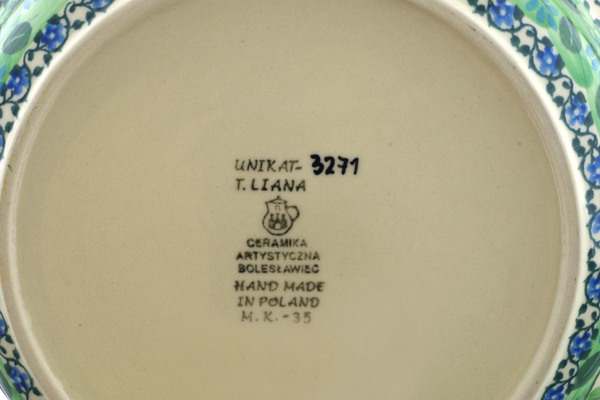 UNIKAT- 3271
T. LIANA
CERAMIKA
ARTYSTYCZNA
BOLESŁAWIEC
HAND MADE
IN POLAND
M.K.-35